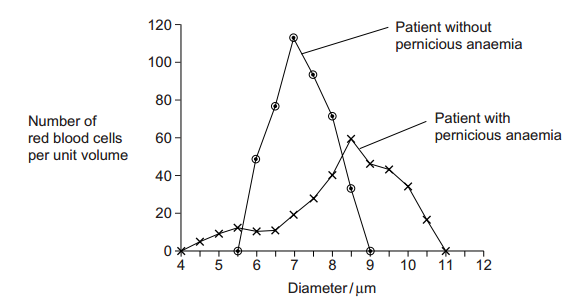 120
100
80
60
40
20
0
4 5 6 7 8 9 10 11 12
Number of
red blood cells
per unit volume
Patient without
pernicious anaemia
Patient with
pernicious anaemia
Diameter/µm